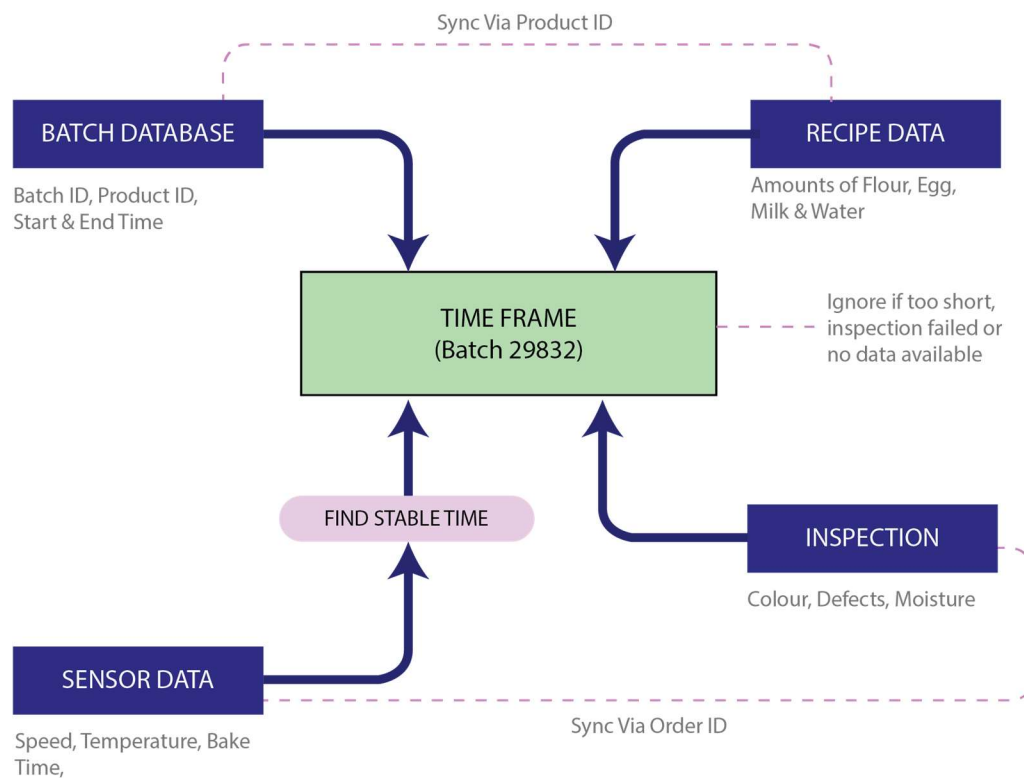 Sync Via Product ID
BATCH DATABASE
RECIPE DATA
Batch ID, Product ID,
Start & End Time
Amounts of Flour, Egg,
Milk & Water
TIME FRAME
(Batch 29832)
Ignore if too short,
inspection failed or
no data available
FIND STABLE TIME
INSPECTION
Colour, Defects, Moisture
SENSOR DATA
Sync Via Order ID
Speed, Temperature, Bake
Time,